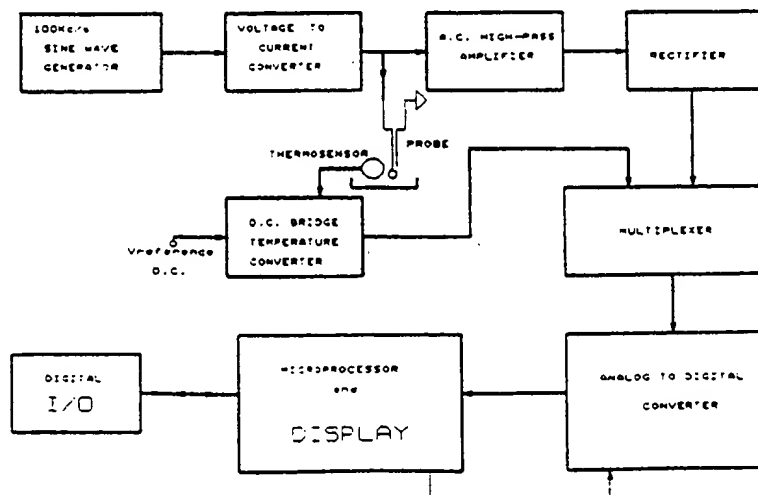 100Kc/s
SINE WAVE
GENERATOR
VOLTAGE TO
CURRENT
CONVERTER
A.C. HIGH-PASS
AMPLIFIER
RECTIFIER
THERMOSENSOR
PROBE
D.C. BRIDGE
TEMPERATURE
CONVERTER
Vreference
D.C.
MULTIPLEXER
DIGITAL
I/O
MICROPROCESSOR
and
DISPLAY
ANALOG TO DIGITAL
CONVERTER